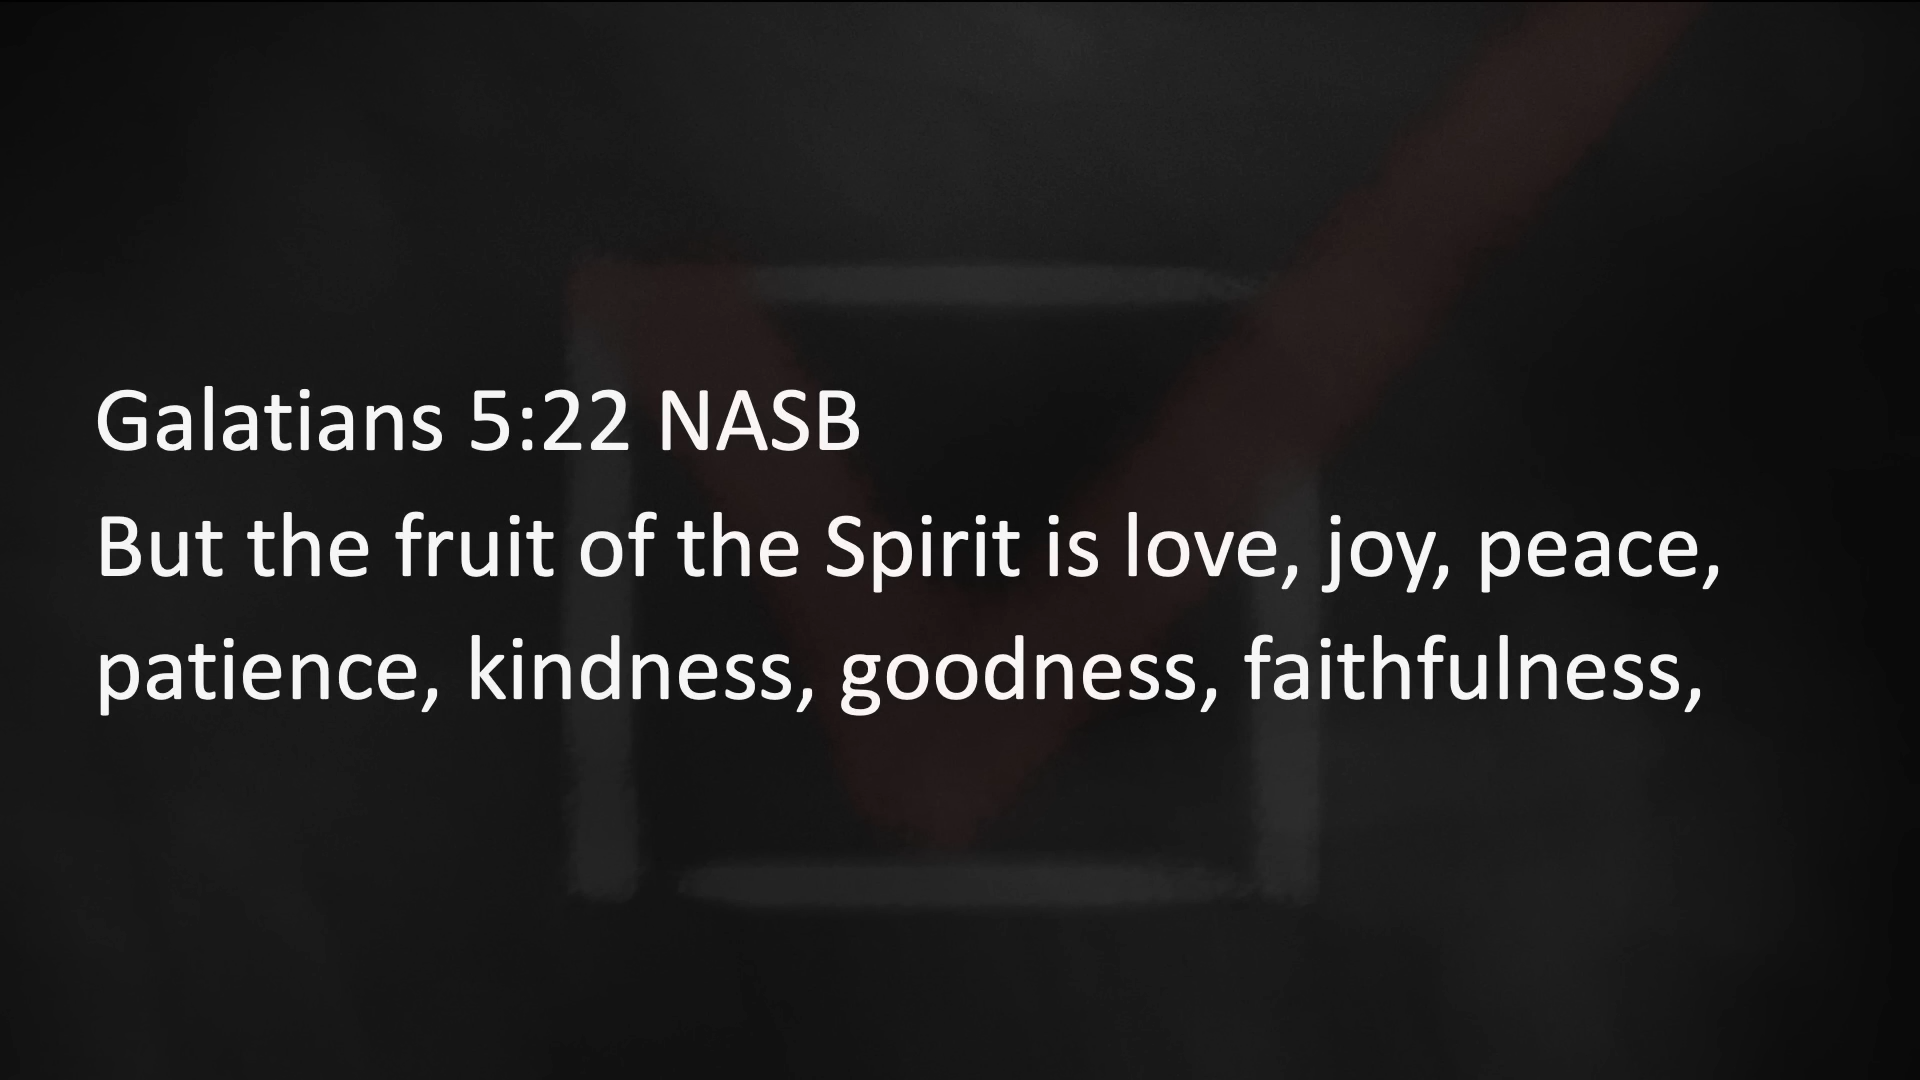 Galatians 5:22 NASB
But the fruit of the Spirit is love, joy, peace,
patience, kindness, goodness, faithfulness,